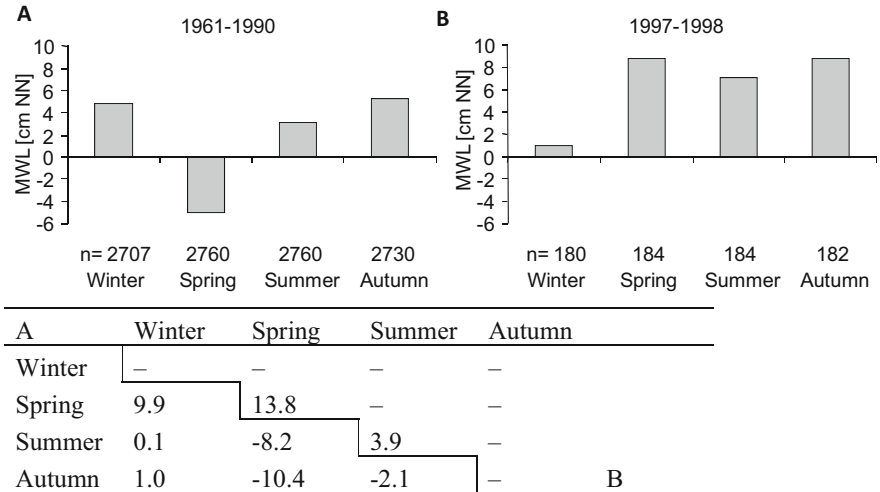 A
1961-1990
MWL [cm NN]
10
8
6
4
2
0
-2
-4
-6
n= 2707 2760 2760 2730
Winter Spring Summer Autumn
B
1997-1998
MWL [cm NN]
10
8
6
4
2
0
-2
-4
-6
n= 180 184 184 182
Winter Spring Summer Autumn
A Winter Spring Summer Autumn
Winter – – – –
Spring 9.9 13.8 – –
Summer 0.1 -8.2 3.9 –
Autumn 1.0 -10.4 -2.1 – B